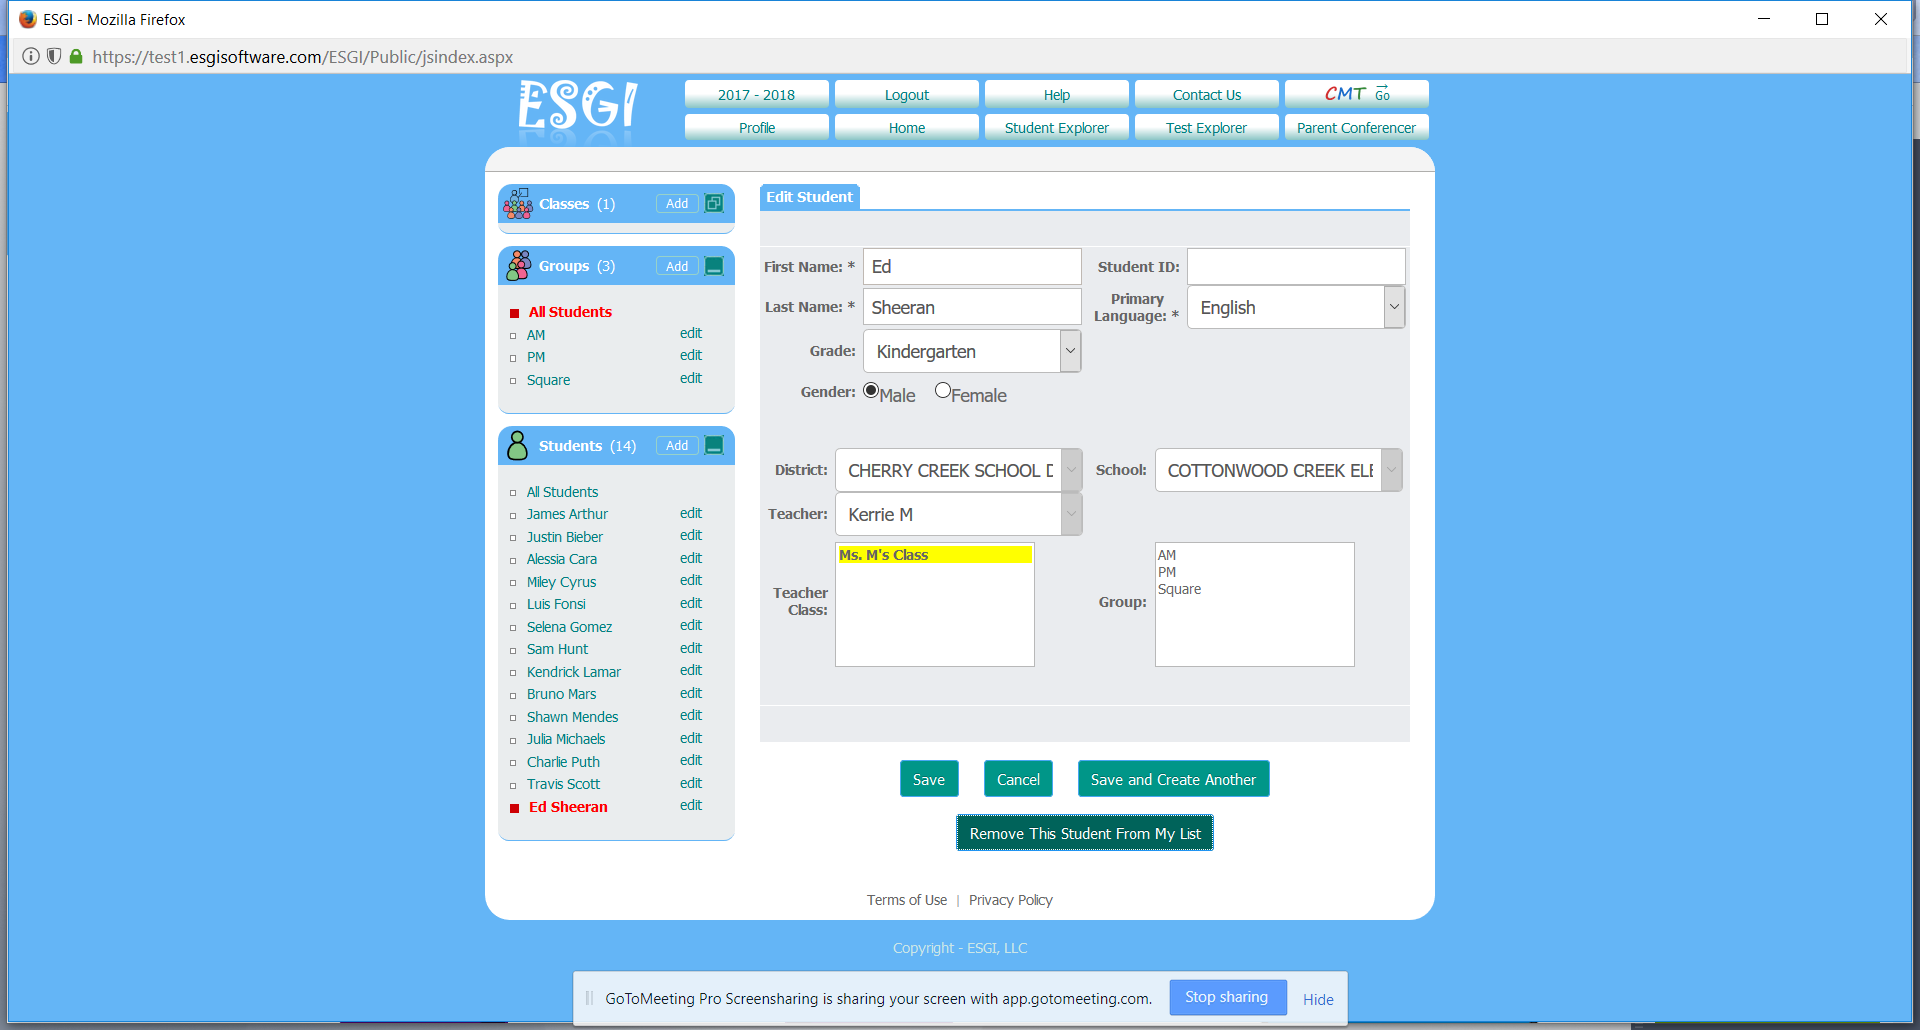 ESGI - Mozilla Firefox
https://test1.esgisoftware.com/ESGI/Public/jsindex.aspx
ESGI
2017 - 2018
Logout
Help
Contact Us
CMT Go
Profile
Home
Student Explorer
Test Explorer
Parent Conferencer
Classes (1)
Add
Groups (3)
Add
All Students
AM edit
PM edit
Square edit
Students (14)
Add
All Students
James Arthur edit
Justin Bieber edit
Alessia Cara edit
Miley Cyrus edit
Luis Fonsi edit
Selena Gomez edit
Sam Hunt edit
Kendrick Lamar edit
Bruno Mars edit
Shawn Mendes edit
Julia Michaels edit
Charlie Puth edit
Travis Scott edit
Ed Sheeran edit
Edit Student
First Name: * Ed
Student ID:
Last Name: * Sheeran
Primary
Language: * English
Grade: Kindergarten
Gender: Male Female
District: CHERRY CREEK SCHOOL D
School: COTTONWOOD CREEK ELE
Teacher: Kerrie M
Teacher
Class:
Ms. M's Class
Group:
AM
PM
Square
Save
Cancel
Save and Create Another
Remove This Student From My List
Terms of Use | Privacy Policy
Copyright - ESGI, LLC
GoToMeeting Pro Screensharing is sharing your screen with app.gotomeeting.com.
Stop sharing
Hide